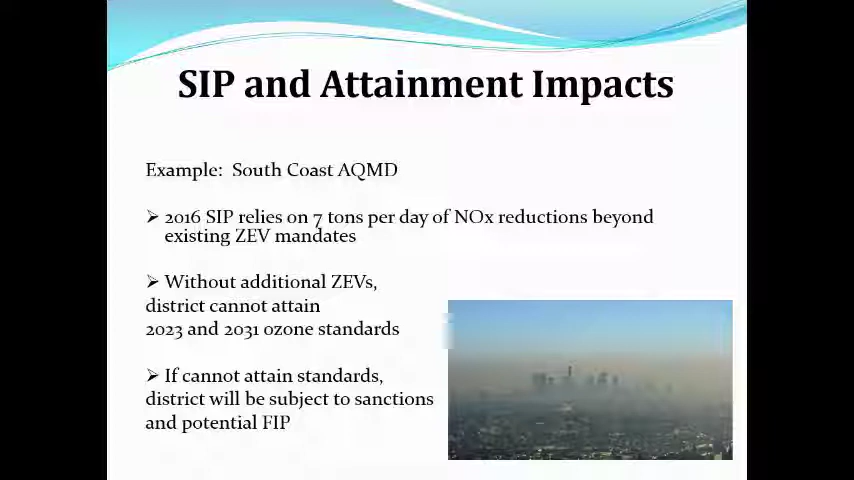 SIP and Attainment Impacts
Example: South Coast AQMD
➢ 2016 SIP relies on 7 tons per day of NOx reductions beyond
existing ZEV mandates
➢ Without additional ZEVs,
district cannot attain
2023 and 2031 ozone standards
➢ If cannot attain standards,
district will be subject to sanctions
and potential FIP